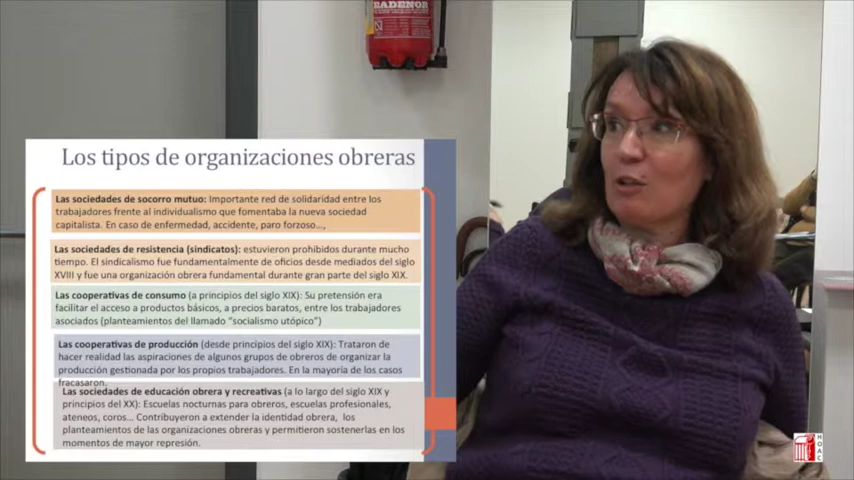 BADENOR
Los tipos de organizaciones obreras
Las sociedades de socorro mutuo: Importante red de solidaridad entre los
trabajadores frente al individualismo que fomentaba la nueva sociedad
capitalista. En caso de enfermedad, accidente, paro forzoso...,
Las sociedades de resistencia (sindicatos): estuvieron prohibidos durante mucho
tiempo. El sindicalismo fue fundamentalmente de oficios desde mediados del siglo
XVIII y fue una organización obrera fundamental durante gran parte del siglo XIX.
Las cooperativas de consumo (a principios del siglo XIX): Su pretensión era
facilitar el acceso a productos básicos, a precios baratos, entre los trabajadores
asociados (planteamientos del llamado "socialismo utópico")
Las cooperativas de producción (desde principios del siglo XIX): Trataron de
hacer realidad las aspiraciones de algunos grupos de obreros de organizar la
producción gestionada por los propios trabajadores. En la mayoría de los casos
fracasaron.
Las sociedades de educación obrera y recreativas (a lo largo del siglo XIX y
principios del XX): Escuelas nocturnas para obreros, escuelas profesionales,
ateneos, coros... Contribuyeron a extender la identidad obrera, los
planteamientos de las organizaciones obreras y permitieron sostenerlas en los
momentos de mayor represión.
HOAC